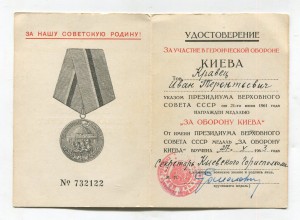 ЗА НАШУ СОВЕТСКУЮ РОДИНУ!
№ 732122
УДОСТОВЕРЕНИЕ
ЗА УЧАСТИЕ В ГЕРОИЧЕСКОЙ ОБОРОНЕ
КИЕВА
Тов. Кравец
Иван Терентьевич
УКАЗОМ ПРЕЗИДИУМА ВЕРХОВНОГО
СОВЕТА СССР от 21-го июня 1961 года
НАГРАЖДЕН МЕДАЛЬЮ
„ЗА ОБОРОНУ КИЕВА"
ОТ ИМЕНИ ПРЕЗИДИУМА ВЕРХОВНОГО
СОВЕТА СССР МЕДАЛЬ „ЗА ОБОРОНУ
КИЕВА" ВРУЧЕНА
Секретарь Киевского Горисполкома